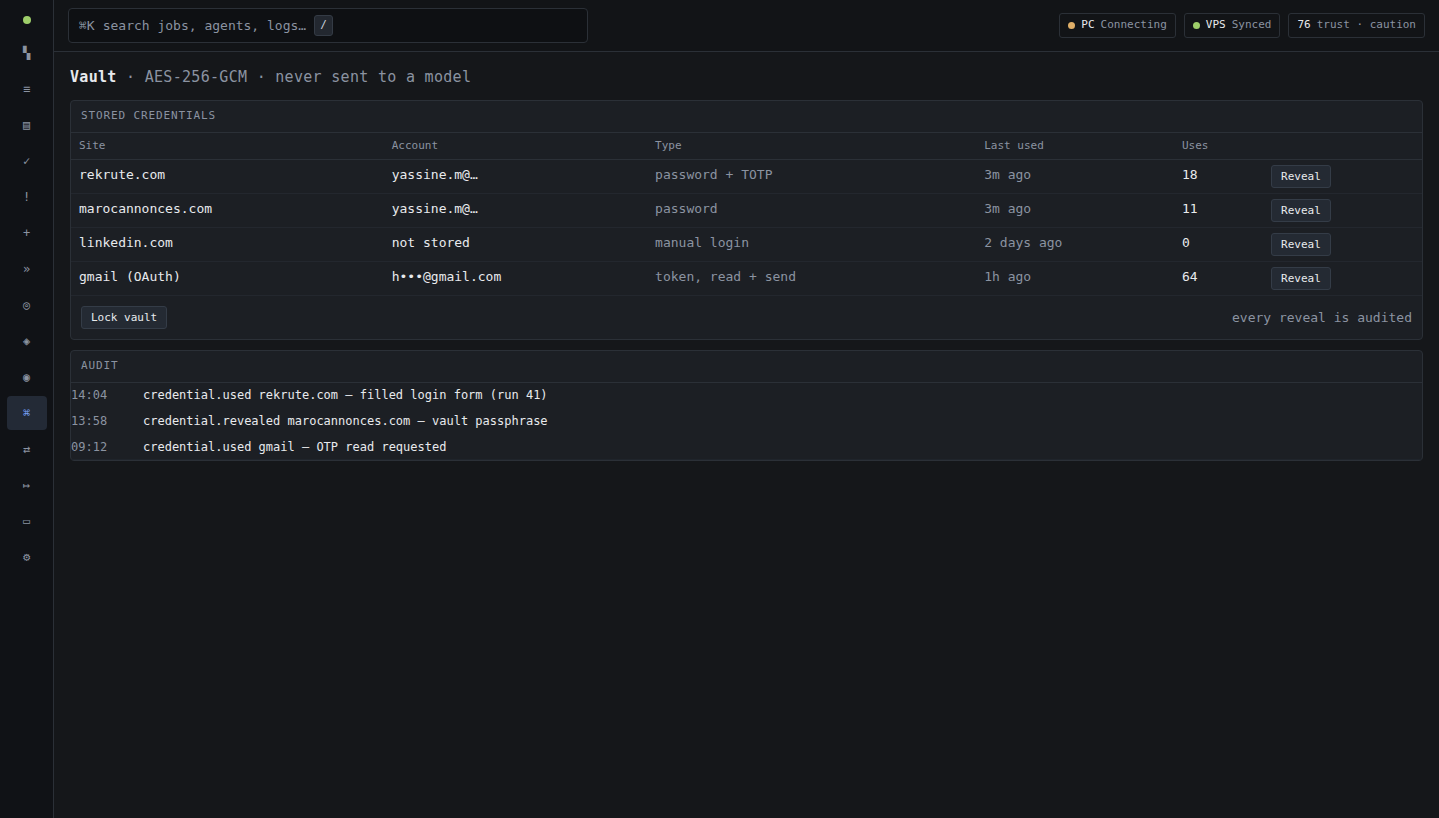 ⌘K search jobs, agents, logs… /
PC Connecting
VPS Synced
76 trust · caution
Vault · AES-256-GCM · never sent to a model
STORED CREDENTIALS
Site Account Type Last used Uses
rekrute.com yassine.m@… password + TOTP 3m ago 18 Reveal
marocannonces.com yassine.m@… password 3m ago 11 Reveal
linkedin.com not stored manual login 2 days ago 0 Reveal
gmail (OAuth) h•••@gmail.com token, read + send 1h ago 64 Reveal
Lock vault every reveal is audited
AUDIT
14:04 credential.used rekrute.com — filled login form (run 41)
13:58 credential.revealed marocannonces.com — vault passphrase
09:12 credential.used gmail — OTP read requested